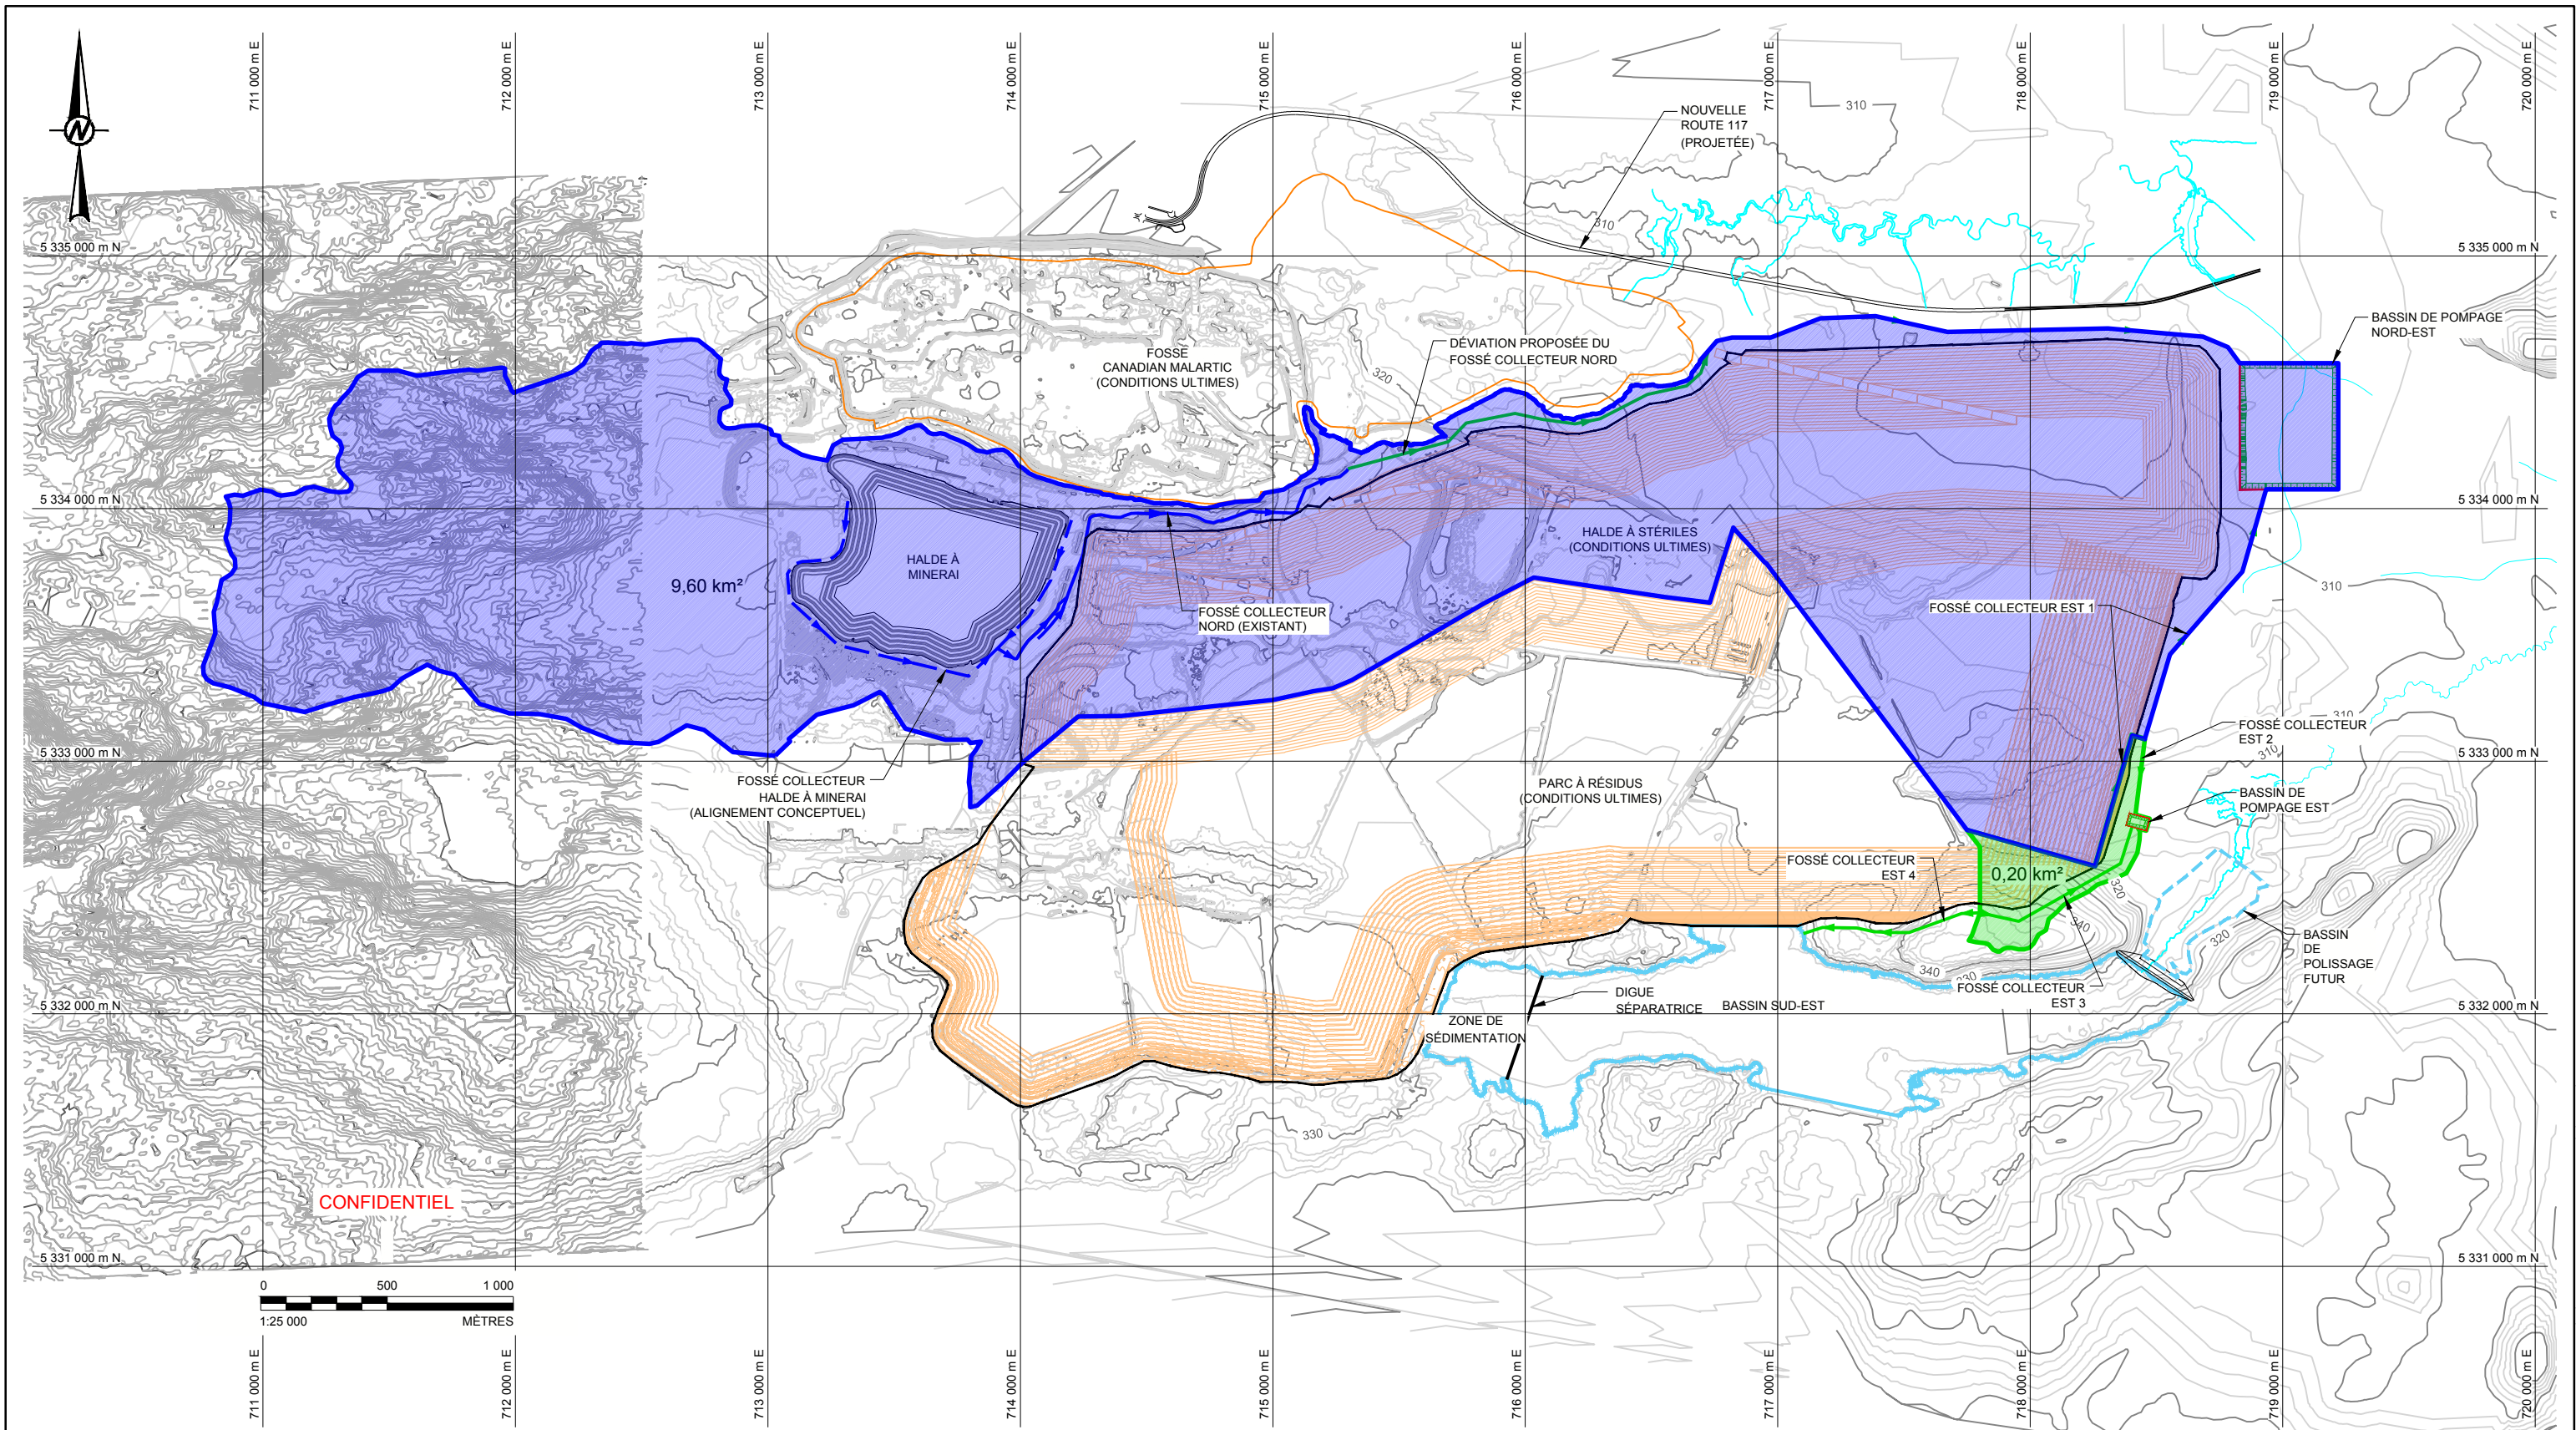 711 000 m E
712 000 m E
713 000 m E
714 000 m E
715 000 m E
716 000 m E
717 000 m E
718 000 m E
719 000 m E
720 000 m E
N
NOUVELLE
ROUTE 117
(PROJETÉE)
310
310
5 335 000 m N
5 335 000 m N
BASSIN DE POMPAGE
NORD-EST
DÉVIATION PROPOSÉE DU
FOSSÉ COLLECTEUR NORD
FOSSE
CANADIAN MALARTIC
(CONDITIONS ULTIMES)
320
5 334 000 m N
5 334 000 m N
HALDE À STÉRILES
(CONDITIONS ULTIMES)
HALDE À
MINERAI
9,60 km²
310
FOSSÉ COLLECTEUR
NORD (EXISTANT)
FOSSÉ COLLECTEUR EST 1
310
FOSSÉ COLLECTEUR
EST 2
310
5 333 000 m N
5 333 000 m N
FOSSÉ COLLECTEUR
HALDE À MINERAI
(ALIGNEMENT CONCEPTUEL)
PARC À RÉSIDUS
(CONDITIONS ULTIMES)
BASSIN DE
POMPAGE EST
FOSSÉ COLLECTEUR
EST 4
0,20 km²
320
340
320
BASSIN
DE
POLISSAGE
FUTUR
340
330
FOSSÉ COLLECTEUR
EST 3
DIGUE
SÉPARATRICE
BASSIN SUD-EST
5 332 000 m N
5 332 000 m N
ZONE DE
SÉDIMENTATION
330
CONFIDENTIEL
5 331 000 m N
5 331 000 m N
0 500 1 000
1:25 000 MÈTRES
711 000 m E
712 000 m E
713 000 m E
714 000 m E
715 000 m E
716 000 m E
717 000 m E
718 000 m E
719 000 m E
720 000 m E